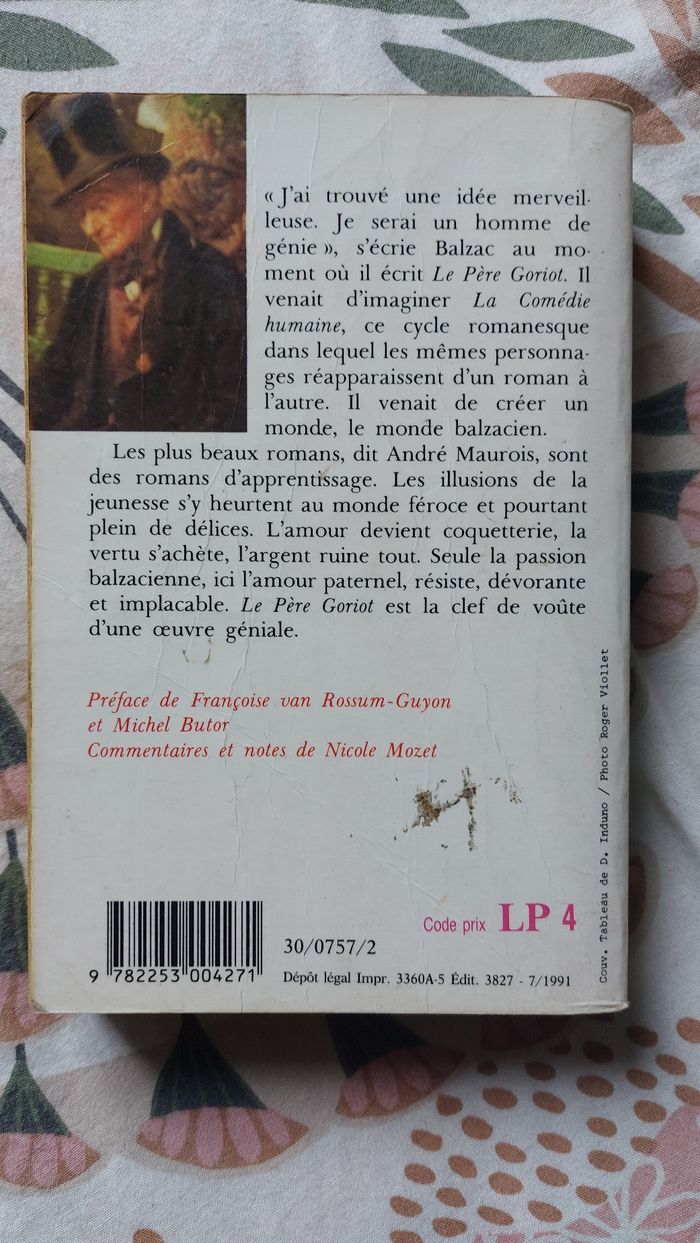 « J'ai trouvé une idée merveil-
leuse. Je serai un homme de
génie », s'écrie Balzac au mo-
ment où il écrit Le Père Goriot. Il
venait d'imaginer La Comédie
humaine, ce cycle romanesque
dans lequel les mêmes personna-
ges réapparaissent d'un roman à
l'autre. Il venait de créer un
monde, le monde balzacien.
Les plus beaux romans, dit André Maurois, sont
des romans d'apprentissage. Les illusions de la
jeunesse s'y heurtent au monde féroce et pourtant
plein de délices. L'amour devient coquetterie, la
vertu s'achète, l'argent ruine tout. Seule la passion
balzacienne, ici l'amour paternel, résiste, dévorante
et implacable. Le Père Goriot est la clef de voûte
d'une œuvre géniale.
Préface de Françoise van Rossum-Guyon
et Michel Butor
Commentaires et notes de Nicole Mozet
Couv. Tableau de D. Induno / Photo Roger Viollet
Code prix LP 4
30/0757/2
9 782253 004271
Dépôt légal Impr. 3360A-5 Édit. 3827 - 7/1991